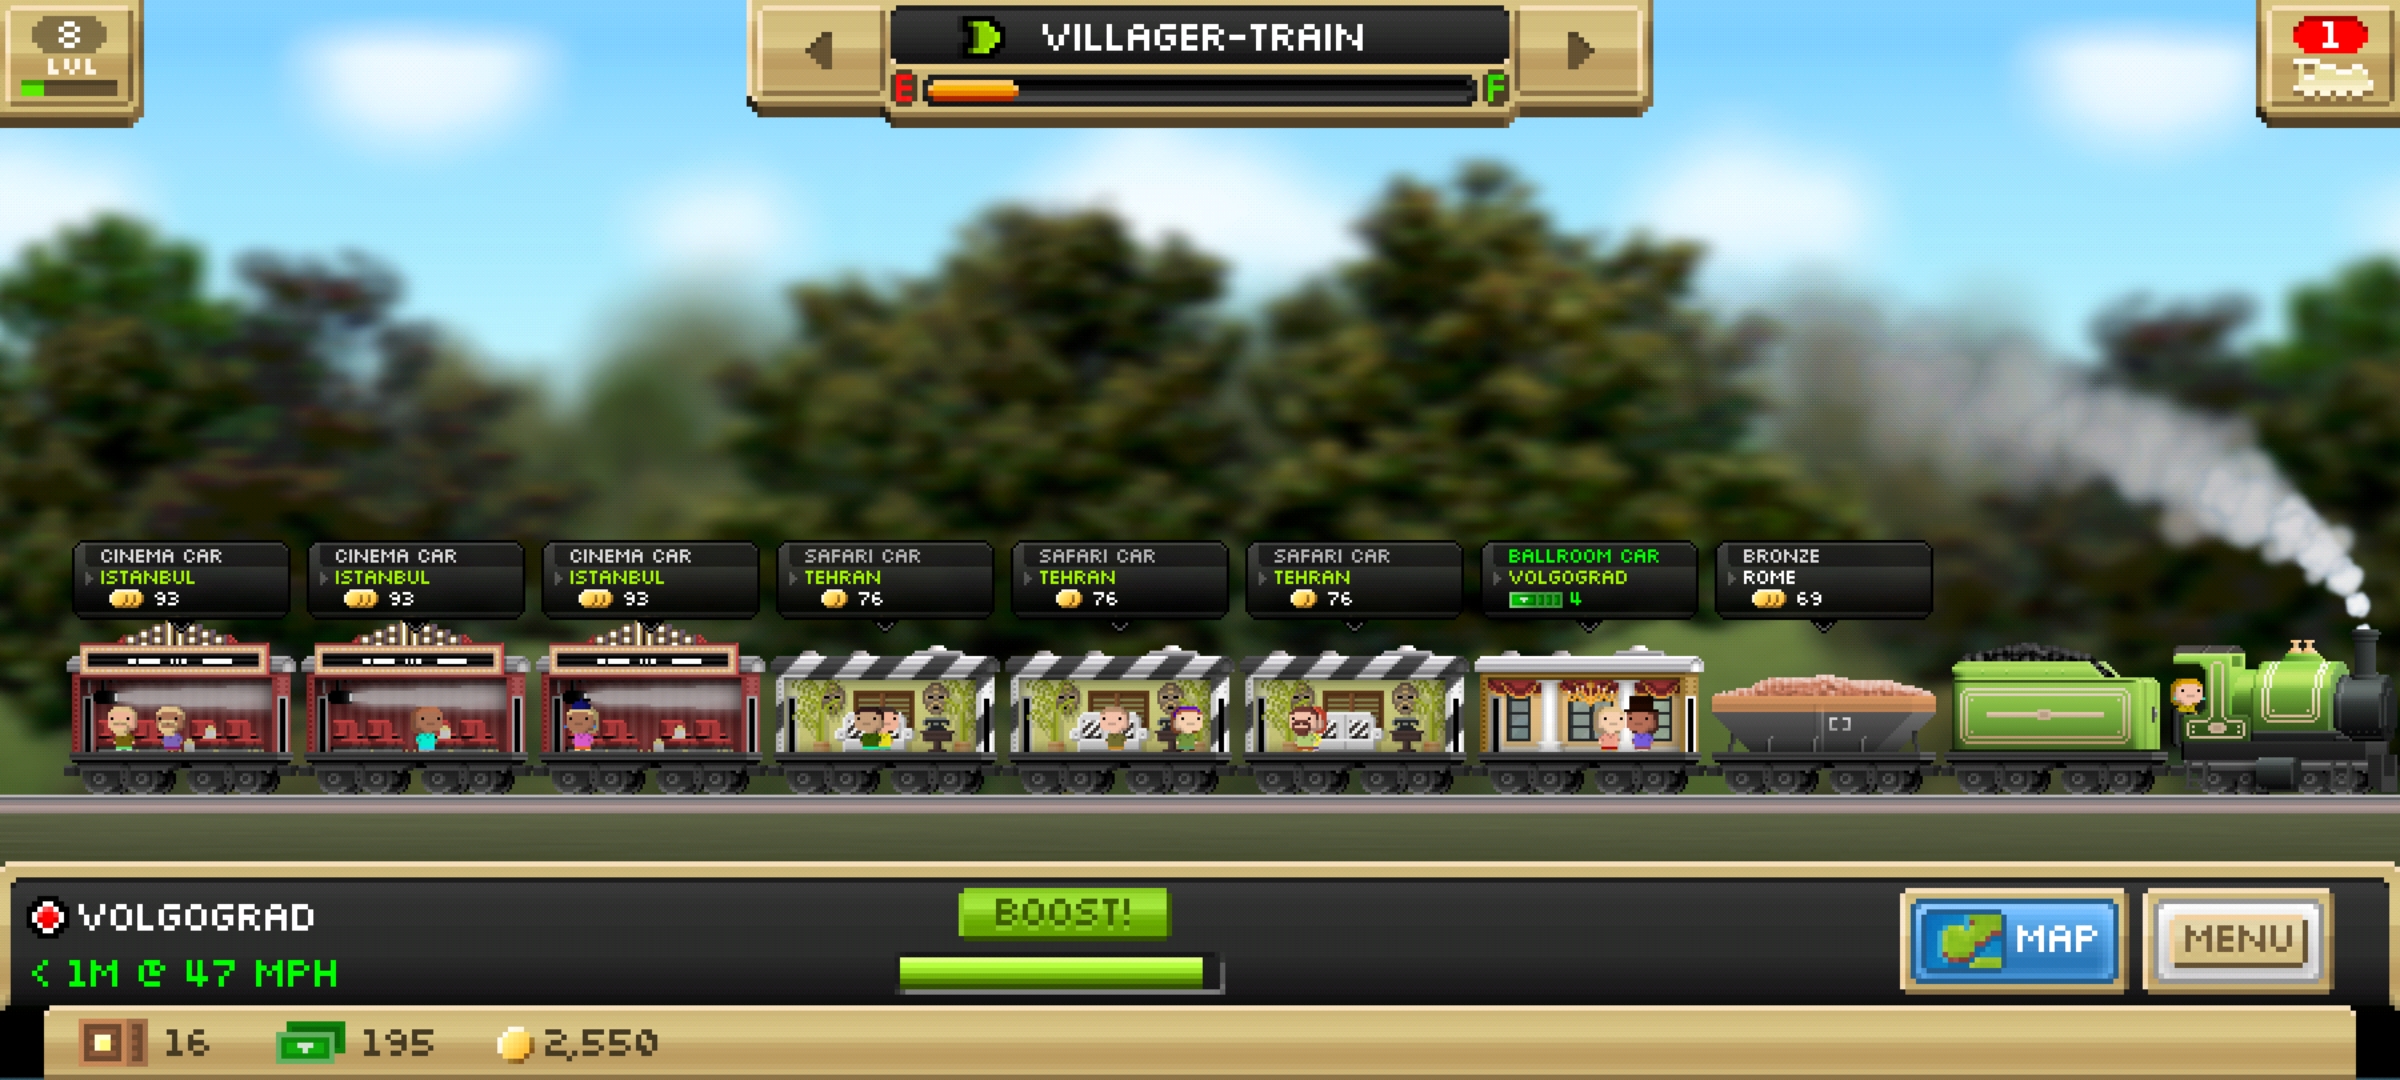 8
LVL
VILLAGER-TRAIN
E
F
1
CINEMA CAR
ISTANBUL
93
CINEMA CAR
ISTANBUL
93
CINEMA CAR
ISTANBUL
93
SAFARI CAR
TEHRAN
76
SAFARI CAR
TEHRAN
76
SAFARI CAR
TEHRAN
76
BALLROOM CAR
VOLGOGRAD
4
BRONZE
ROME
69
VOLGOGRAD
< 1M @ 47 MPH
BOOST!
MAP
MENU
16
195
2,550